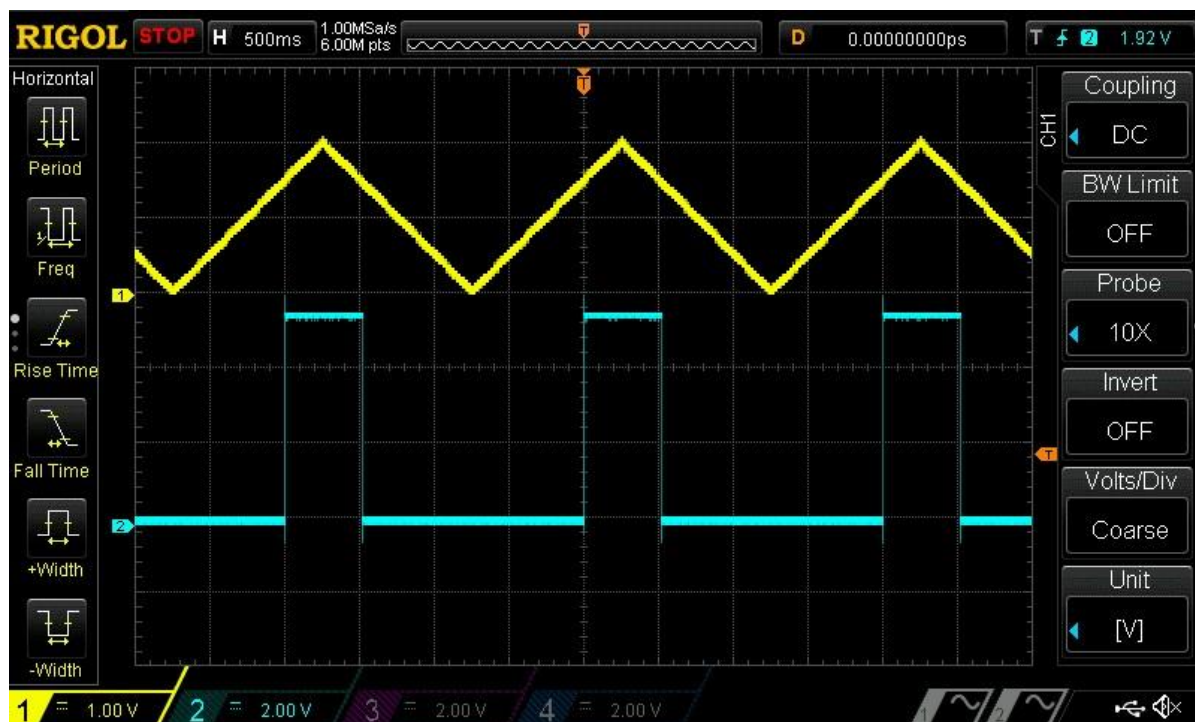 RIGOL STOP H 500ms 1.00MSa/s
6.00M pts
T
D 0.00000000ps T 2 1.92 V
Horizontal
Period
Freq
Rise Time
Fall Time
+Width
-Width
T
1
2
T
CH1
Coupling
DC
BW Limit
OFF
Probe
10X
Invert
OFF
Volts/Div
Coarse
Unit
[V]
1 = 1.00 V 2 = 2.00 V 3 = 2.00 V 4 = 2.00 V
1 2